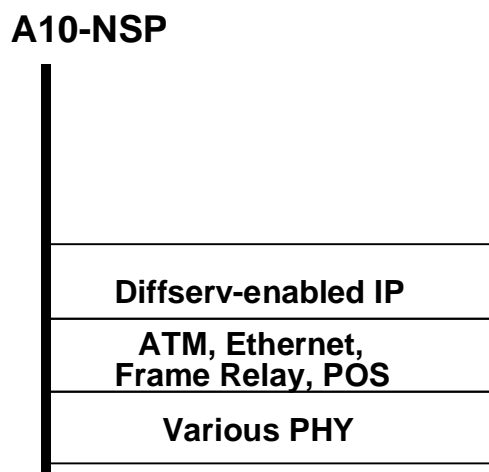 A10-NSP
Diffserv-enabled IP
ATM, Ethernet,
Frame Relay, POS
Various PHY